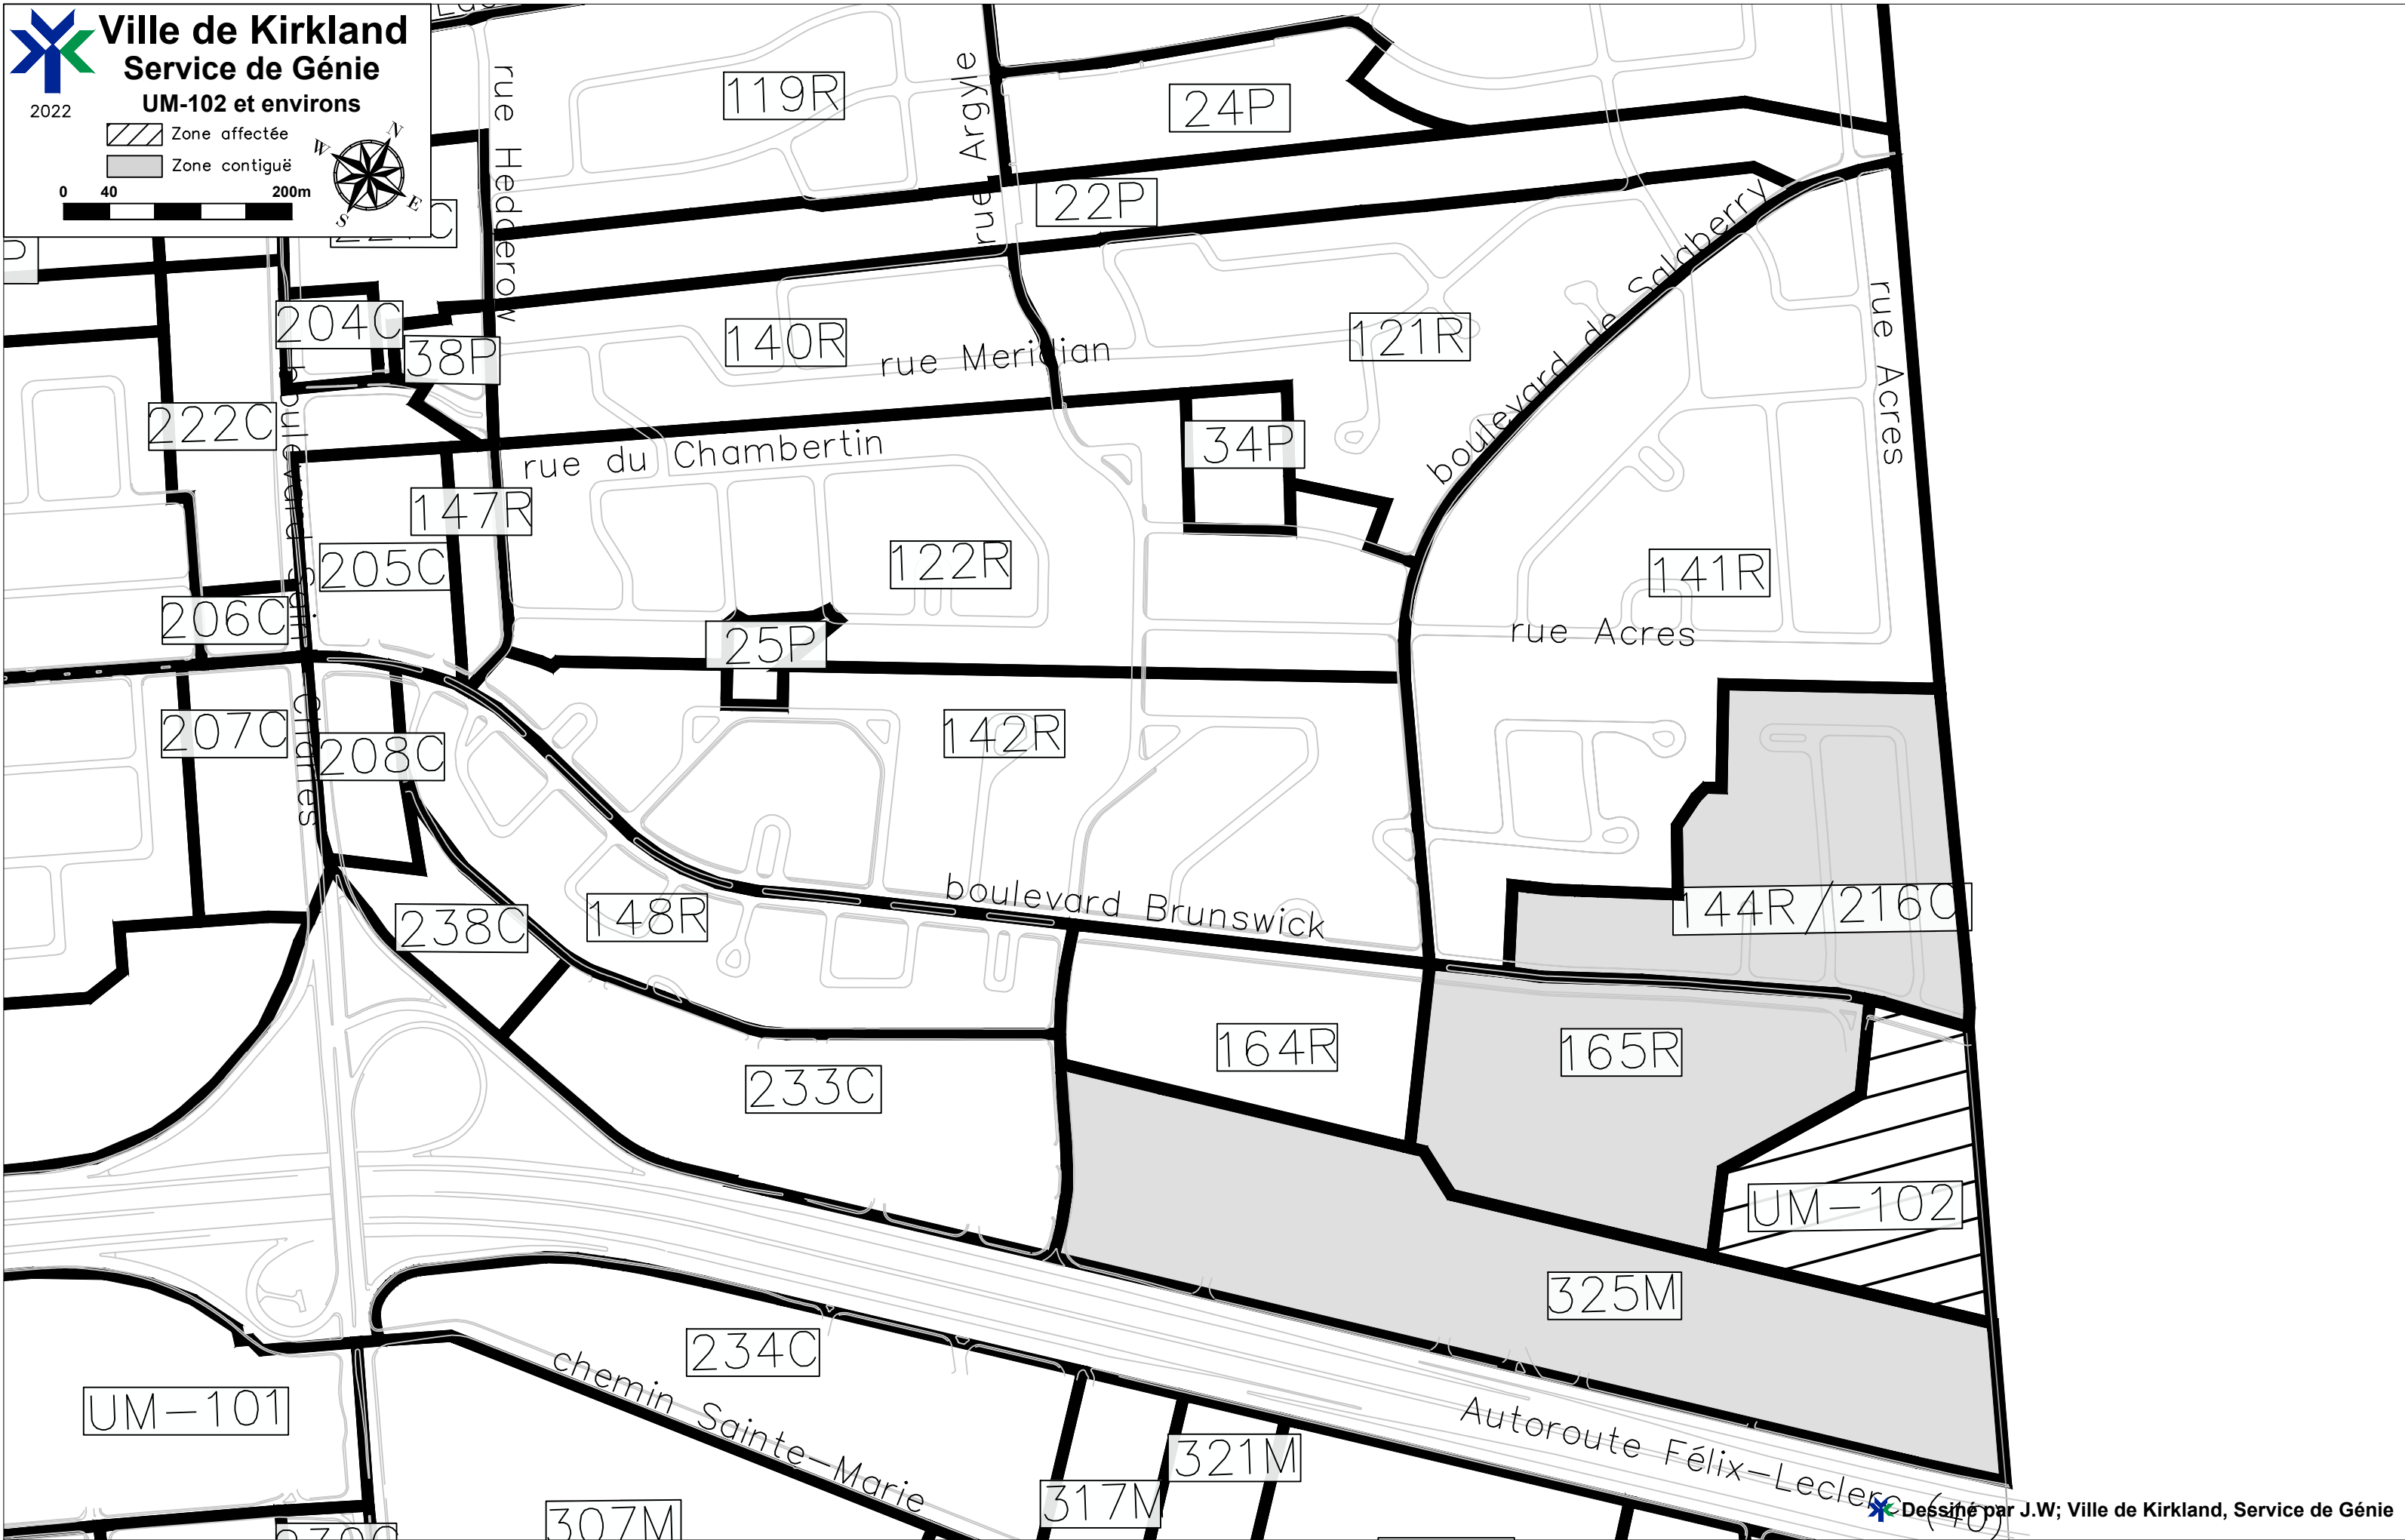 Ville de Kirkland
Service de Génie
UM-102 et environs
2022
Zone affectée
Zone contiguë
0 40 200m
N
W
E
S
rue Hedgerow
119R
rue Argyle
24P
22P
204C
38P
140R
rue Meridian
121R
boulevard de Salaberry
rue Acres
222C
boulevard Saint-Charles
rue du Chambertin
34P
147R
205C
122R
141R
206C
25P
rue Acres
207C
208C
142R
144R/216C
238C
148R
boulevard Brunswick
164R
165R
233C
UM-102
325M
234C
chemin Sainte-Marie
UM-101
321M
317M
307M
Autoroute Félix-Leclerc (40)
Dessiné par J.W; Ville de Kirkland, Service de Génie